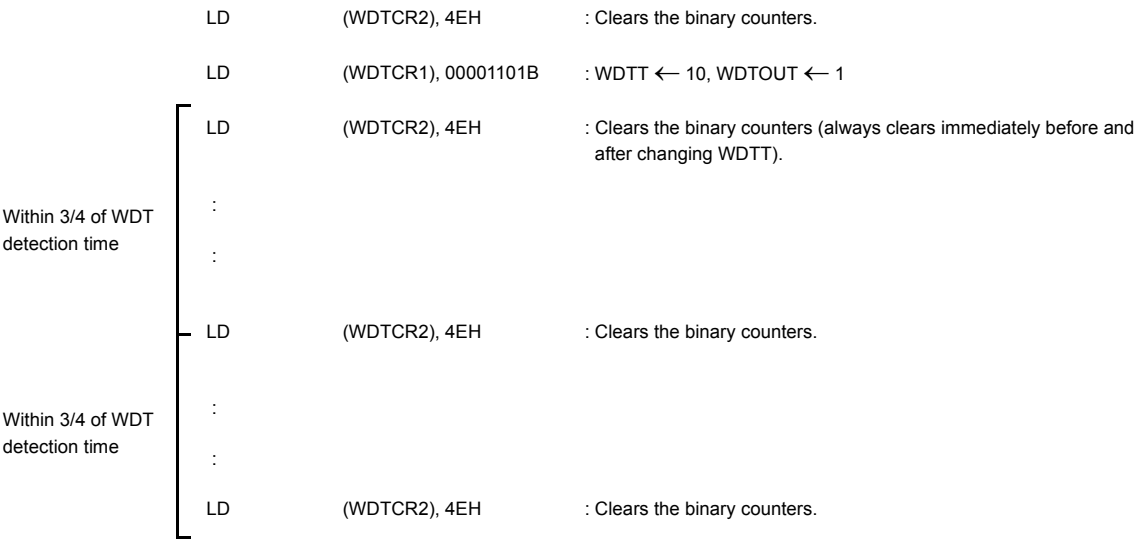 LD (WDTCR2), 4EH : Clears the binary counters.
LD (WDTCR1), 00001101B : WDTT ← 10, WDTOUT ← 1
LD (WDTCR2), 4EH : Clears the binary counters (always clears immediately before and
after changing WDTT).
Within 3/4 of WDT
detection time
:
:
LD (WDTCR2), 4EH : Clears the binary counters.
Within 3/4 of WDT
detection time
:
:
LD (WDTCR2), 4EH : Clears the binary counters.